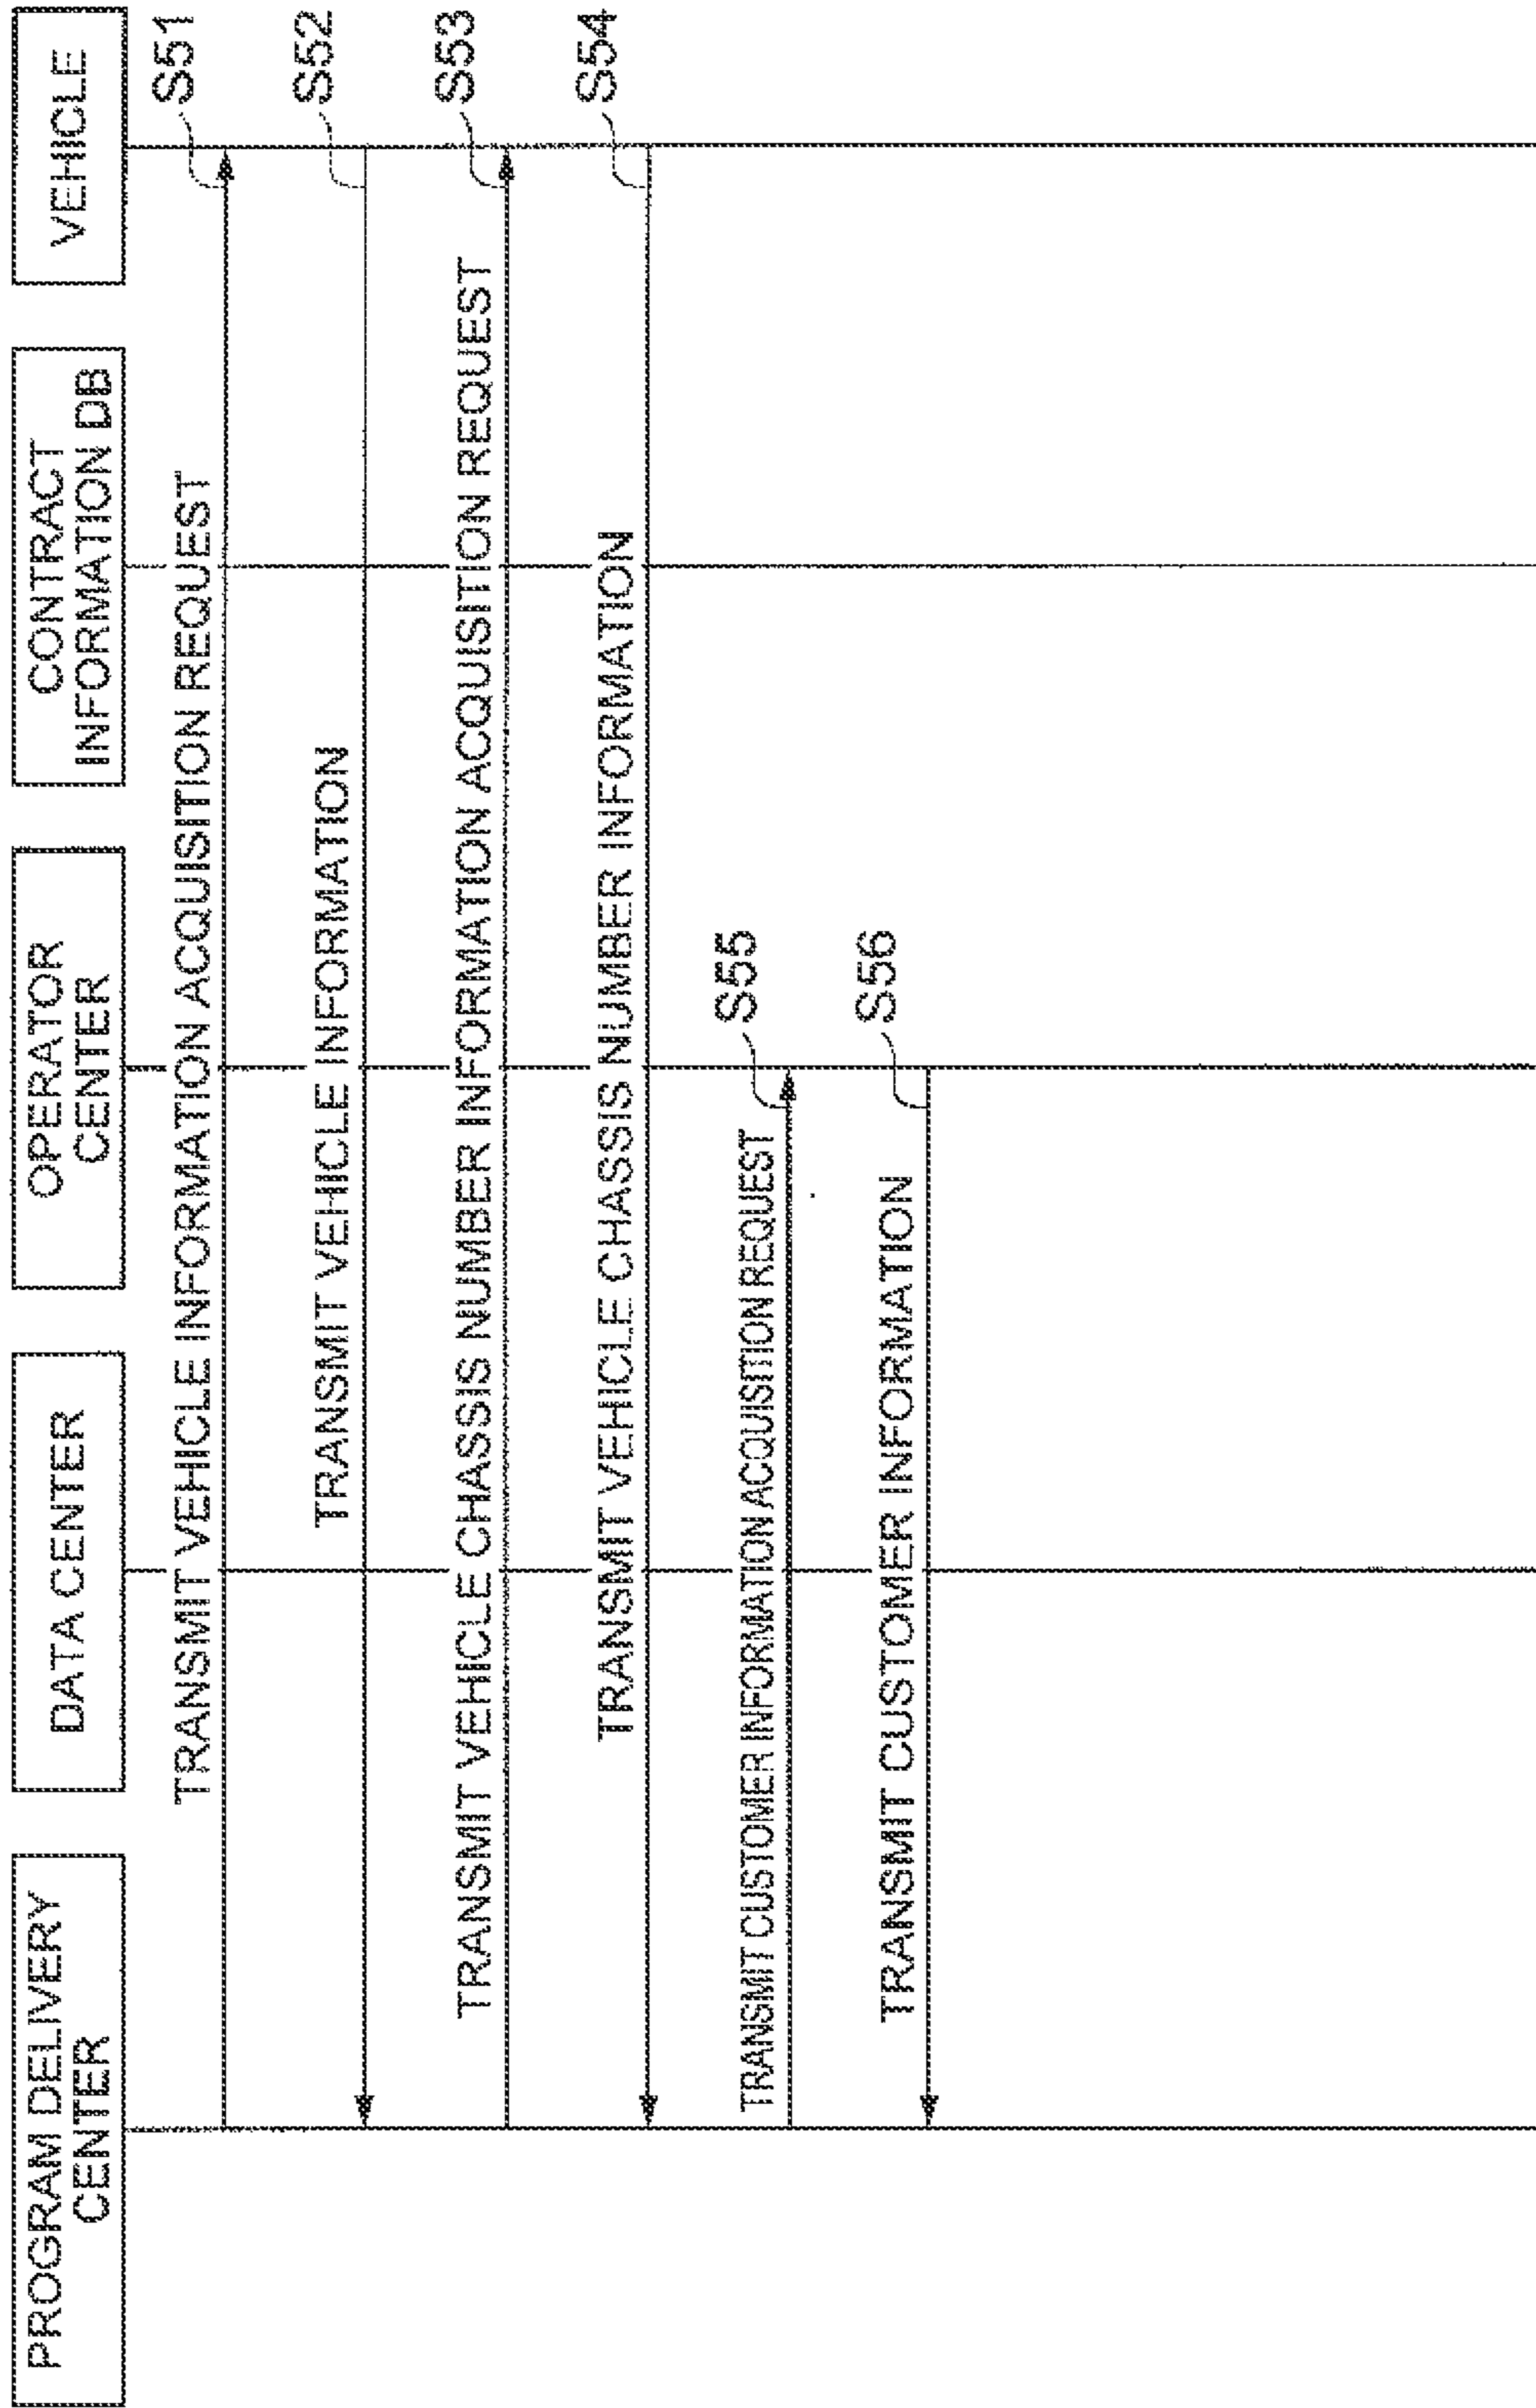 PROGRAM DELIVERY
CENTER
DATA CENTER
OPERATOR
CENTER
CONTRACT
INFORMATION DB
VEHICLE
TRANSMIT VEHICLE INFORMATION ACQUISITION REQUEST
S51
TRANSMIT VEHICLE INFORMATION
S52
TRANSMIT VEHICLE CHASSIS NUMBER INFORMATION ACQUISITION REQUEST
S53
TRANSMIT VEHICLE CHASSIS NUMBER INFORMATION
S54
TRANSMIT CUSTOMER INFORMATION ACQUISITION REQUEST
S55
TRANSMIT CUSTOMER INFORMATION
S56